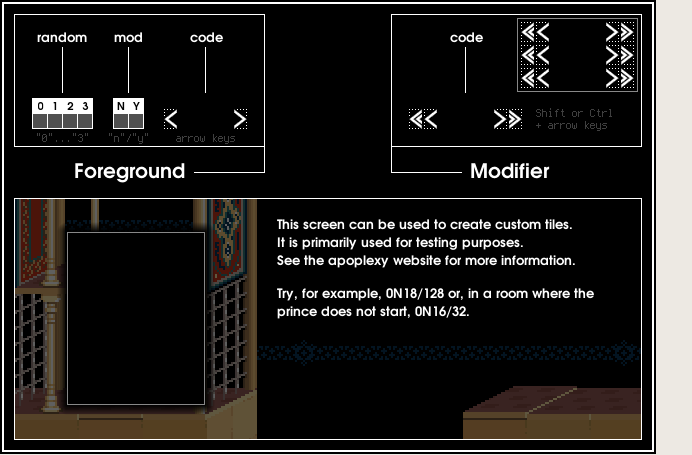 random mod code
0 1 2 3 N Y
"0"..."3" "n"/"y" arrow keys
Foreground
code
Shift or Ctrl
+ arrow keys
Modifier
This screen can be used to create custom tiles.
It is primarily used for testing purposes.
See the apoplexy website for more information.
Try, for example, 0N18/128 or, in a room where the
prince does not start, 0N16/32.